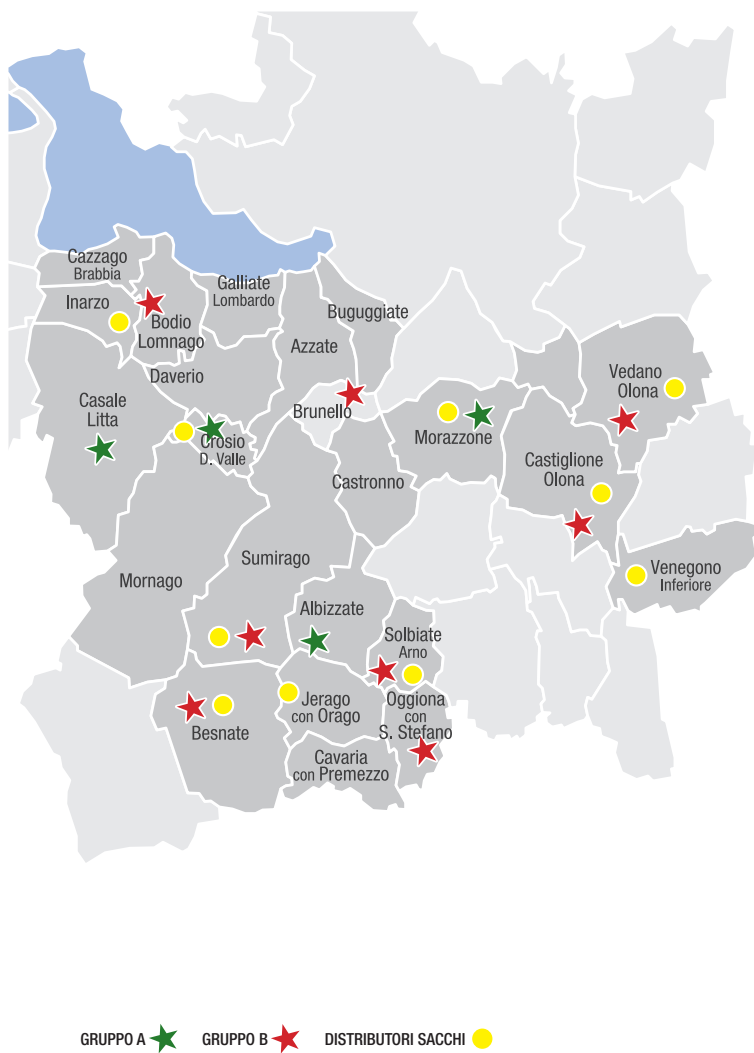 Cazzago
Brabbia
Galliate
Lombardo
Inarzo
Buguggiate
Bodio
Lomnago
Azzate
Daverio
Vedano
Olona
Casale
Litta
Brunello
Crosio
D. Valle
Morazzone
Castiglione
Olona
Castronno
Sumirago
Mornago
Venegono
Inferiore
Albizzate
Solbiate
Arno
Jerago
con Orago
Oggiona
con
S. Stefano
Besnate
Cavaria
con Premezzo
GRUPPO A GRUPPO B DISTRIBUTORI SACCHI